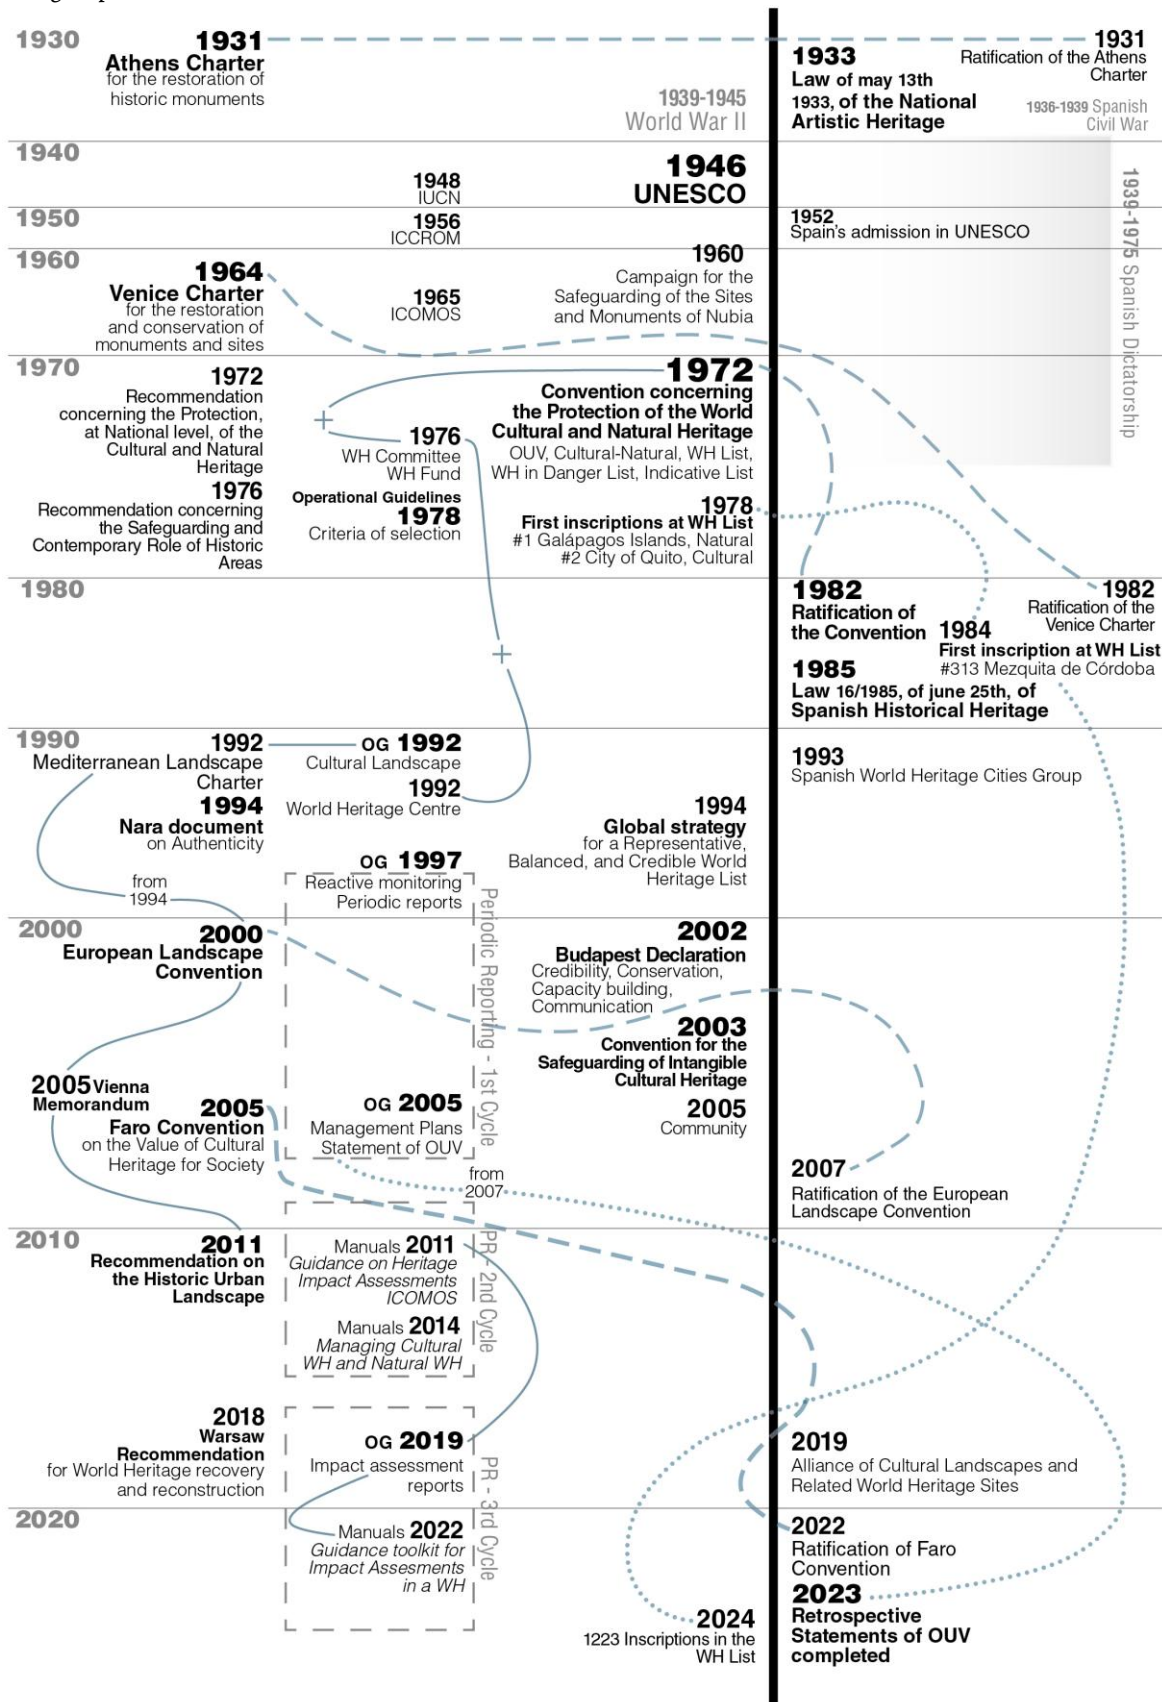 1930
1931
Athens Charter
for the restoration of
historic monuments
1939-1945
World War II
1933
Law of may 13th
1933, of the National
Artistic Heritage
1931
Ratification of the Athens
Charter
1936-1939 Spanish
Civil War
1940
1948
IUCN
1946
UNESCO
1939-1975 Spanish Dictatorship
1950
1956
ICCROM
1952
Spain's admission in UNESCO
1960
1964
Venice Charter
for the restoration
and conservation of
monuments and sites
1965
ICOMOS
1960
Campaign for the
Safeguarding of the Sites
and Monuments of Nubia
1970
1972
Recommendation
concerning the Protection,
at National level, of the
Cultural and Natural
Heritage
1976
Recommendation concerning
the Safeguarding and
Contemporary Role of Historic
Areas
1976
WH Committee
WH Fund
Operational Guidelines
1978
Criteria of selection
1972
Convention concerning
the Protection of the World
Cultural and Natural Heritage
OUV, Cultural-Natural, WH List,
WH in Danger List, Indicative List
1978
First inscriptions at WH List
#1 Galápagos Islands, Natural
#2 City of Quito, Cultural
1980
1982
Ratification of
the Convention
1982
Ratification of the
Venice Charter
1984
First inscription at WH List
#313 Mezquita de Córdoba
1985
Law 16/1985, of june 25th, of
Spanish Historical Heritage
1990
1992
Mediterranean Landscape
Charter
1994
Nara document
on Authenticity
from
1994
OG 1992
Cultural Landscape
1992
World Heritage Centre
OG 1997
Reactive monitoring
Periodic reports
1994
Global strategy
for a Representative,
Balanced, and Credible World
Heritage List
1993
Spanish World Heritage Cities Group
Periodic Reporting - 1st Cycle
2000
2000
European Landscape
Convention
2005 Vienna
Memorandum
2005
Faro Convention
on the Value of Cultural
Heritage for Society
OG 2005
Management Plans
Statement of OUV
from
2007
2002
Budapest Declaration
Credibility, Conservation,
Capacity building,
Communication
2003
Convention for the
Safeguarding of Intangible
Cultural Heritage
2005
Community
2007
Ratification of the European
Landscape Convention
2010
2011
Recommendation on
the Historic Urban
Landscape
Manuals 2011
Guidance on Heritage
Impact Assessments
ICOMOS
Manuals 2014
Managing Cultural
WH and Natural WH
PR - 2nd Cycle
2018
Warsaw
Recommendation
for World Heritage recovery
and reconstruction
OG 2019
Impact assessment
reports
PR - 3rd Cycle
2019
Alliance of Cultural Landscapes and
Related World Heritage Sites
2020
Manuals 2022
Guidance toolkit for
Impact Assesments
in a WH
2022
Ratification of Faro
Convention
2023
Retrospective
Statements of OUV
completed
2024
1223 Inscriptions in the
WH List